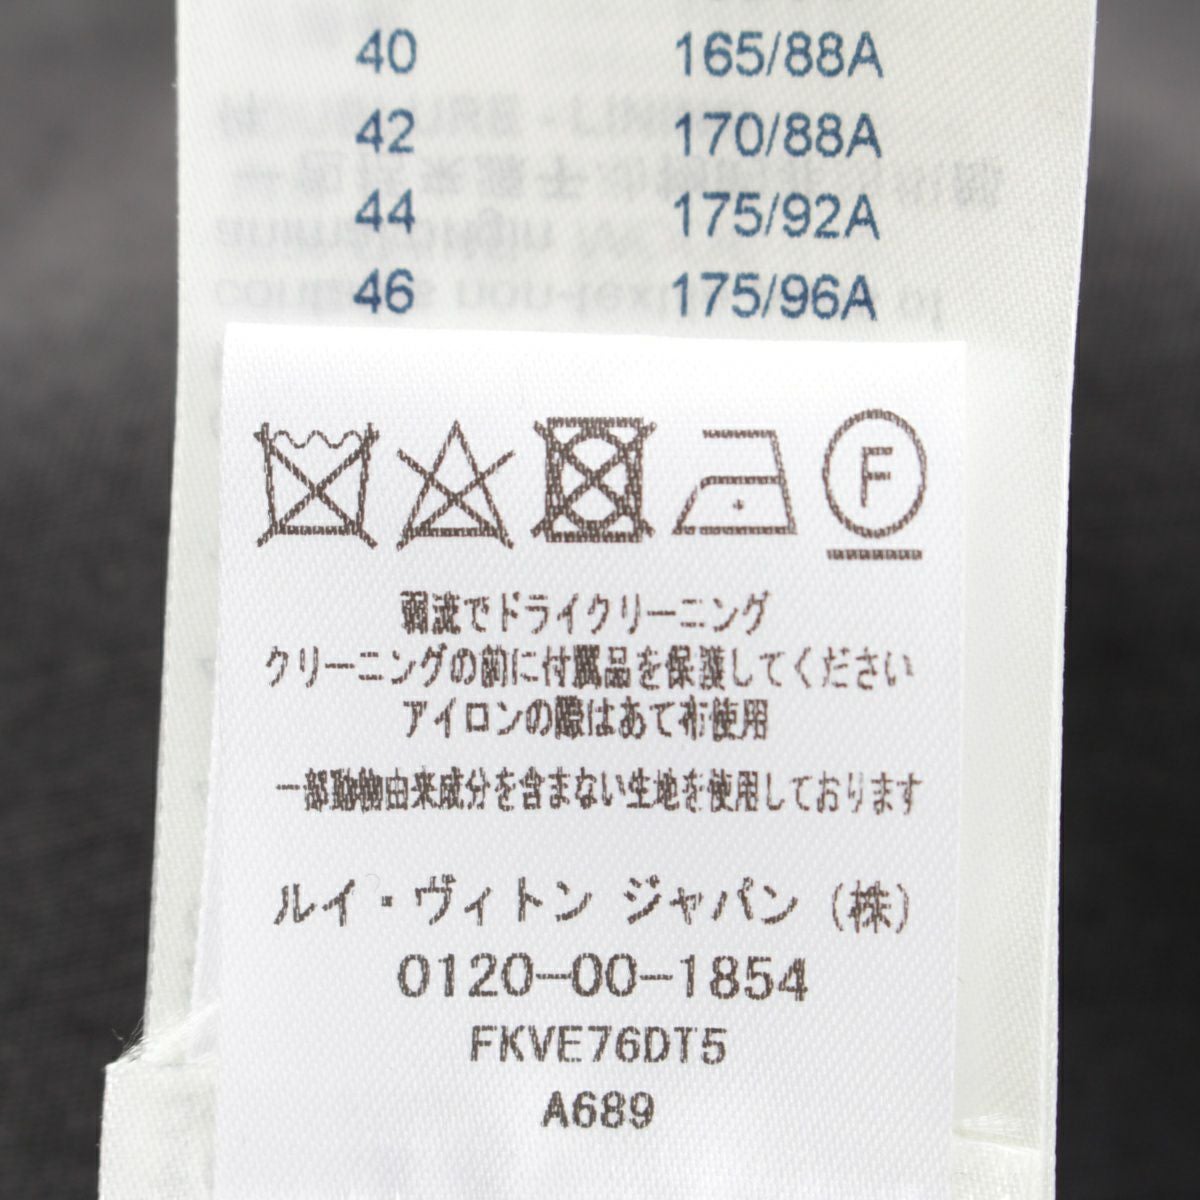 40 165/88A
42 170/88A
44 175/92A
46 175/96A
F
弱流でドライクリーニング
クリーニングの前に付属品を保護してください
アイロンの際はあて布使用
一部動物由来成分を含まない生地を使用しております
ルイ・ヴィトン ジャパン (株)
0120-00-1854
FKVE76DT5
A689